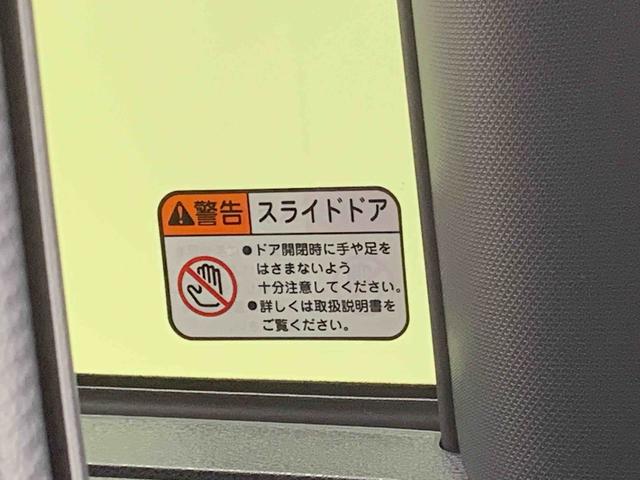 警告 スライドドア
●ドア開閉時に手や足を
はさまないよう
十分注意してください。
●詳しくは取扱説明書を
ご覧ください。